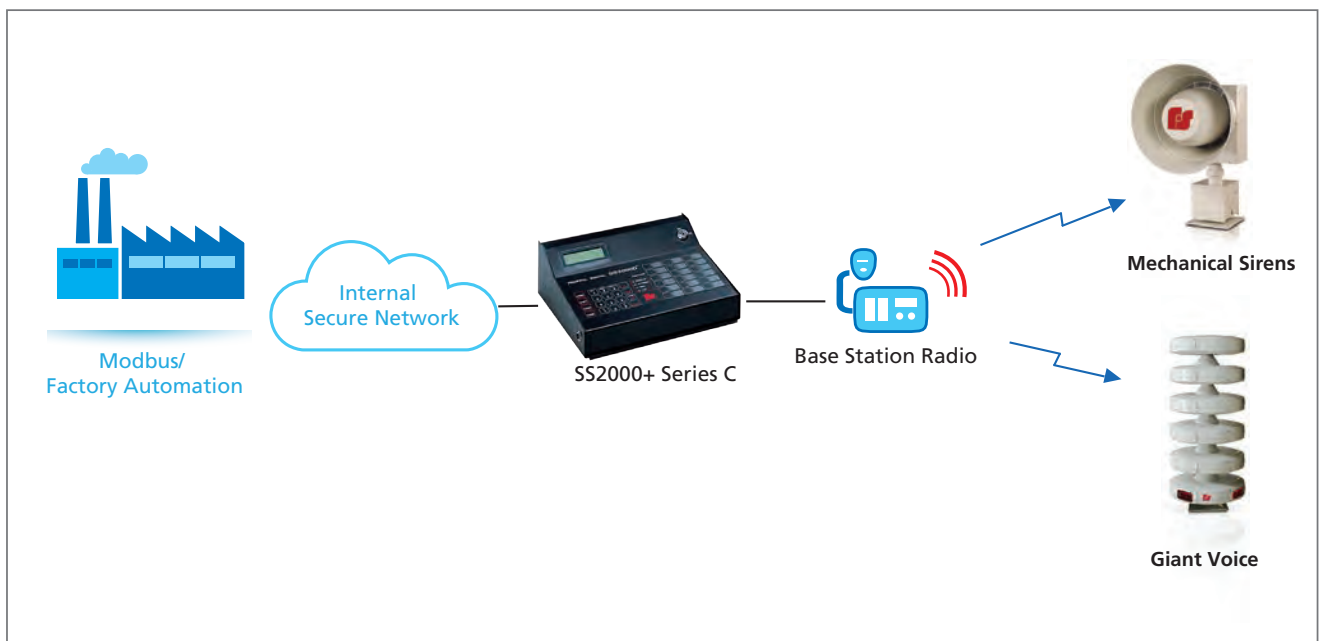 Modbus/
Factory Automation
Internal
Secure Network
SS2000+ Series C
Base Station Radio
Mechanical Sirens
Giant Voice